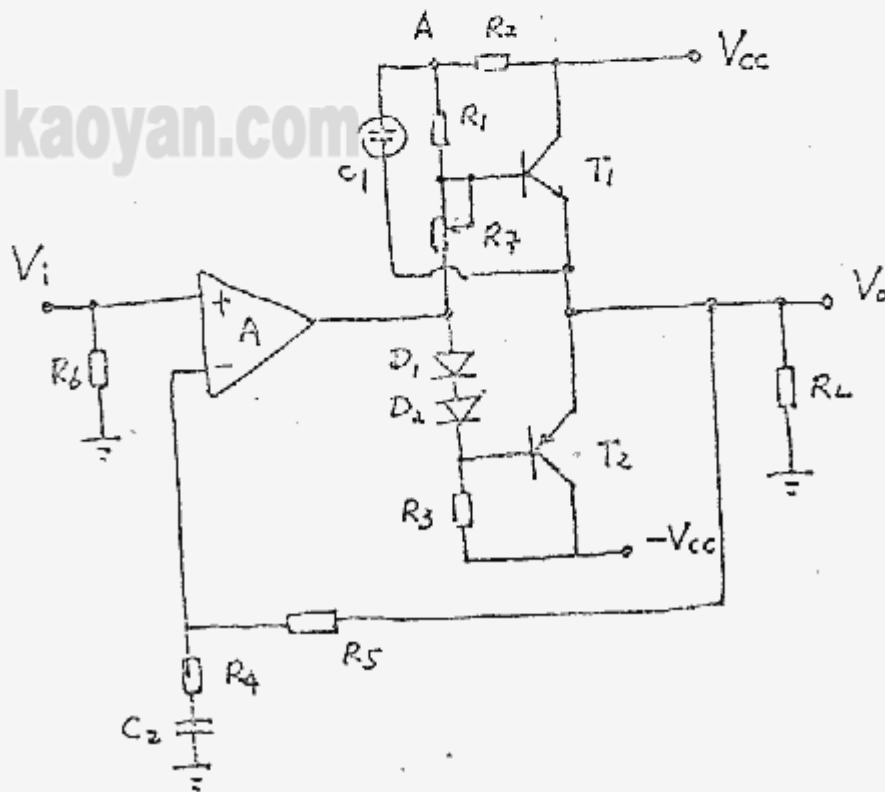 A
R2
Vcc
kaoyan.com
R1
C1
T1
R7
Vi
+
A
-
Vo
R6
D1
D2
RL
T2
R3
-Vcc
R5
R4
C2